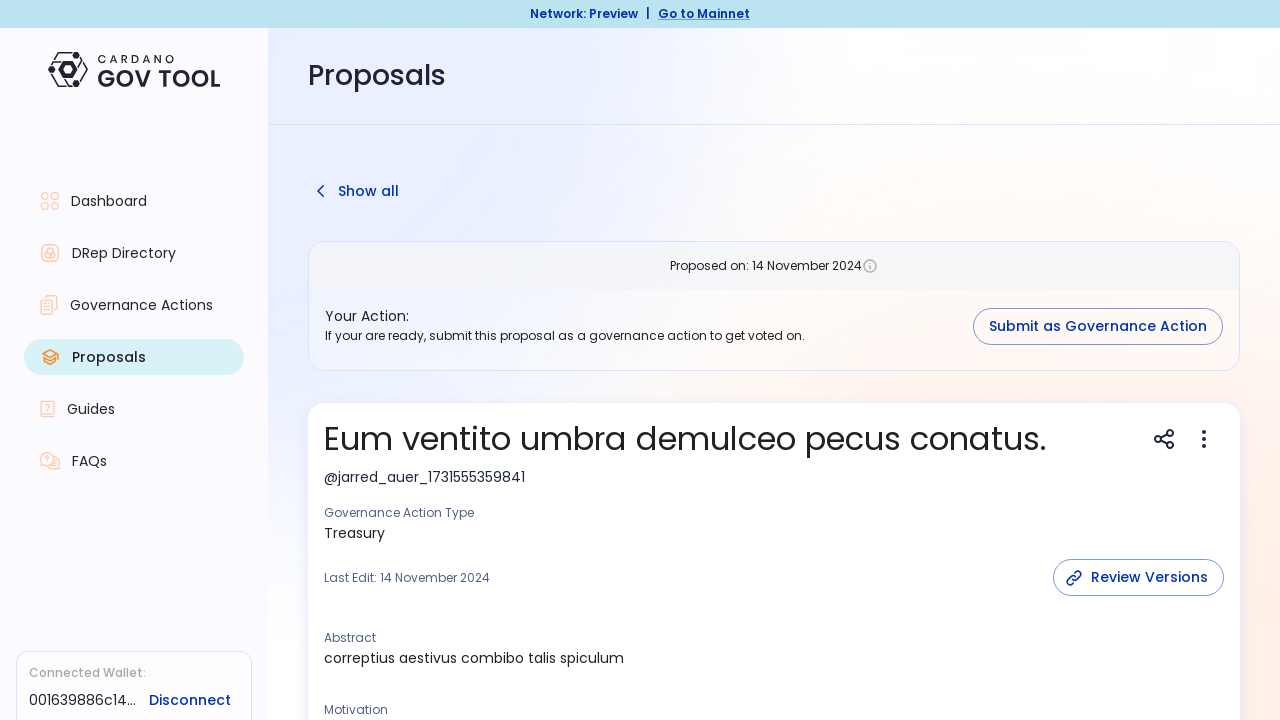 Network: Preview | Go to Mainnet
CARDANO
GOV TOOL
Proposals
Dashboard
DRep Directory
Governance Actions
Proposals
Guides
FAQs
Connected Wallet:
001639886c14... Disconnect
Show all
Proposed on: 14 November 2024
Your Action:
If you are ready, submit this proposal as a governance action to get voted on.
Submit as Governance Action
Eum ventito umbra demulceo pecus conatus.
@jarred_auer_1731555359841
Governance Action Type
Treasury
Last Edit: 14 November 2024
Review Versions
Abstract
correptius aestivus combibo talis spiculum
Motivation